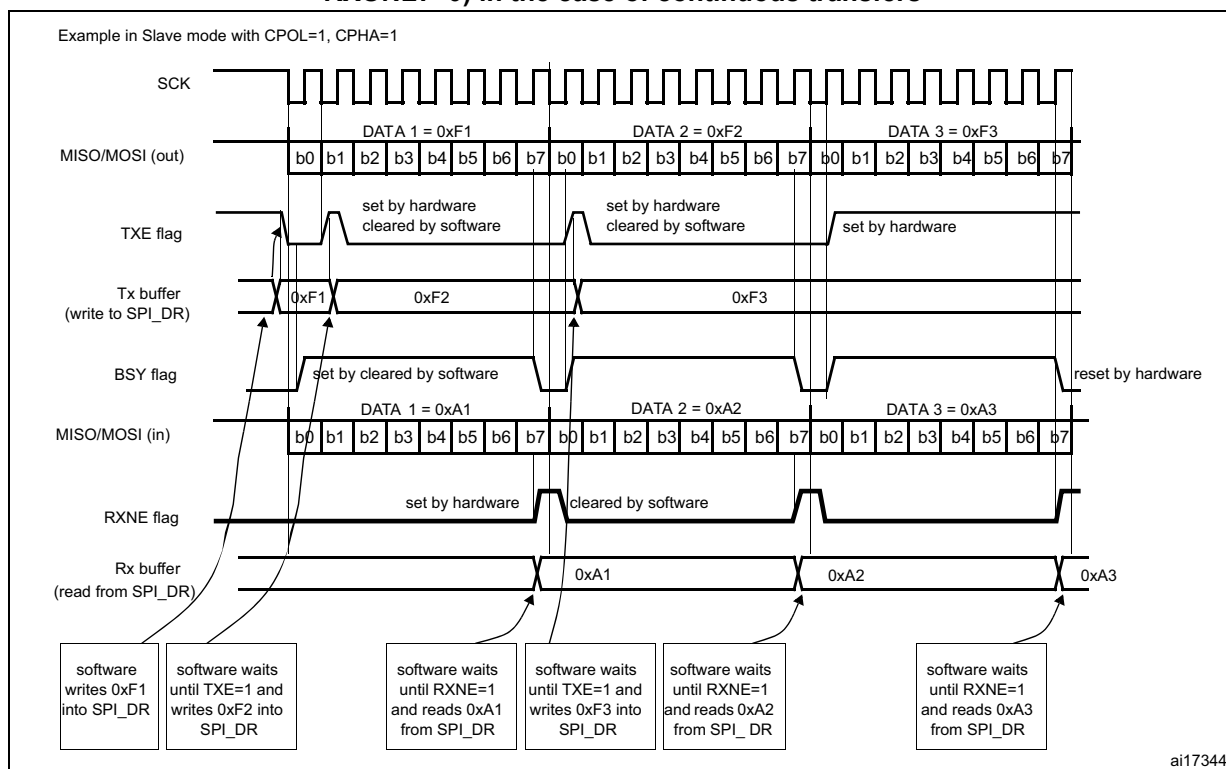 RXONLY=0) in the case of continuous transfers
Example in Slave mode with CPOL=1, CPHA=1
SCK
DATA 1 = 0xF1
DATA 2 = 0xF2
DATA 3 = 0xF3
MISO/MOSI (out)
b0 b1 b2 b3 b4 b5 b6 b7 b0 b1 b2 b3 b4 b5 b6 b7 b0 b1 b2 b3 b4 b5 b6 b7
set by hardware
cleared by software
set by hardware
cleared by software
set by hardware
TXE flag
Tx buffer
(write to SPI_DR)
0xF1
0xF2
0xF3
BSY flag
set by cleared by software
reset by hardware
DATA 1 = 0xA1
DATA 2 = 0xA2
DATA 3 = 0xA3
MISO/MOSI (in)
b0 b1 b2 b3 b4 b5 b6 b7 b0 b1 b2 b3 b4 b5 b6 b7 b0 b1 b2 b3 b4 b5 b6 b7
RXNE flag
set by hardware
cleared by software
Rx buffer
(read from SPI_DR)
0xA1
0xA2
0xA3
software
writes 0xF1
into SPI_DR
software waits
until TXE=1 and
writes 0xF2 into
SPI_DR
software waits
until RXNE=1
and reads 0xA1
from SPI_DR
software waits
until TXE=1 and
writes 0xF3 into
SPI_DR
software waits
until RXNE=1
and reads 0xA2
from SPI_ DR
software waits
until RXNE=1
and reads 0xA3
from SPI_DR
ai17344